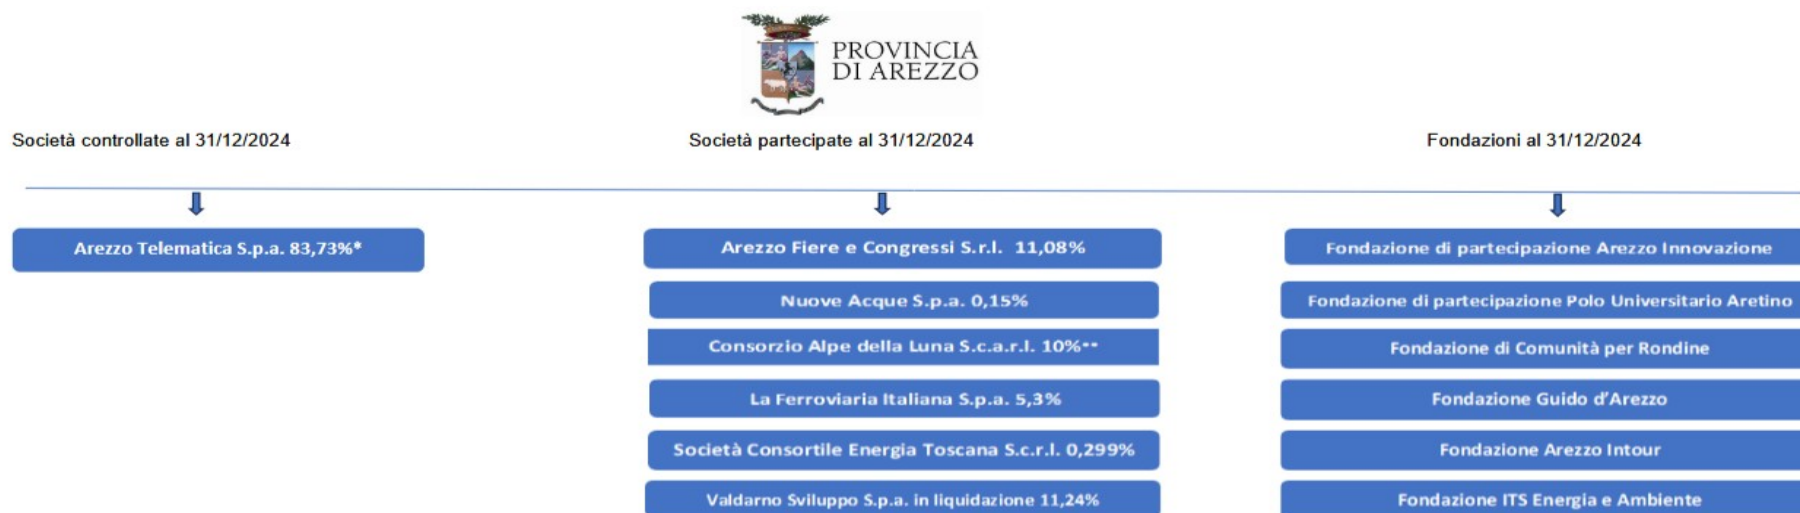 PROVINCIA
DI AREZZO
Società controllate al 31/12/2024
Società partecipate al 31/12/2024
Fondazioni al 31/12/2024
Arezzo Telematica S.p.a. 83,73%*
Arezzo Fiere e Congressi S.r.l. 11,08%
Nuove Acque S.p.a. 0,15%
Consorzio Alpe della Luna S.c.a.r.l. 10%**
La Ferroviaria Italiana S.p.a. 5,3%
Società Consortile Energia Toscana S.c.r.l. 0,299%
Valdarno Sviluppo S.p.a. in liquidazione 11,24%
Fondazione di partecipazione Arezzo Innovazione
Fondazione di partecipazione Polo Universitario Aretino
Fondazione di Comunità per Rondine
Fondazione Guido d'Arezzo
Fondazione Arezzo Intour
Fondazione ITS Energia e Ambiente